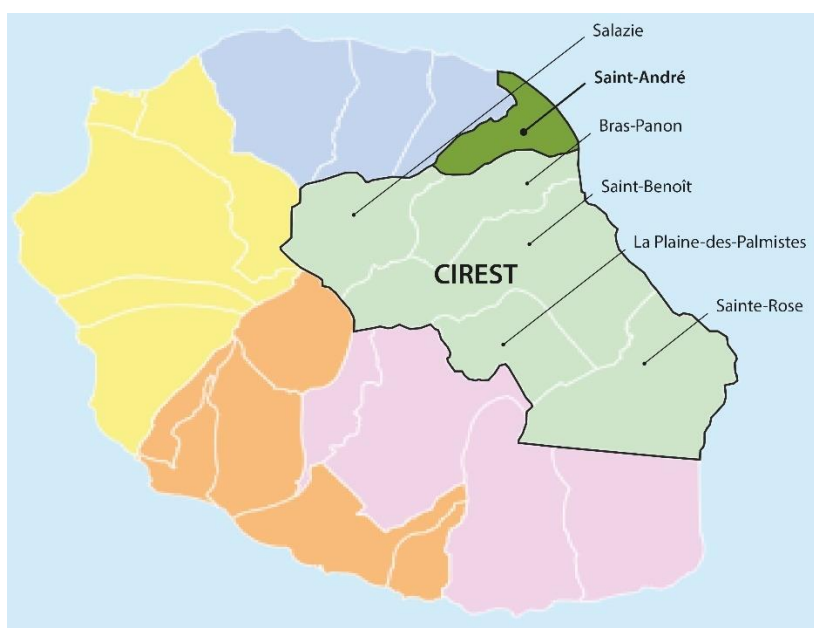 Salazie
Saint-André
Bras-Panon
Saint-Benoît
La Plaine-des-Palmistes
CIREST
Sainte-Rose